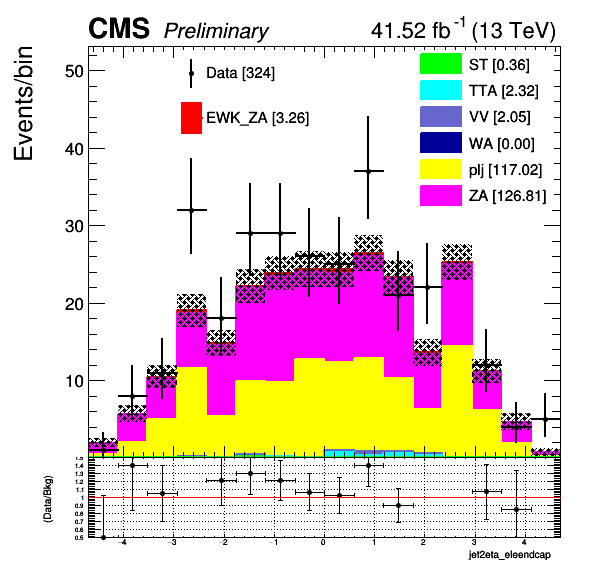 CMS Preliminary 41.52 fb⁻¹ (13 TeV)
Events/bin
50
40
30
20
10
Data [324]
EWK_ZA [3.26]
ST [0.36]
TTA [2.32]
VV [2.05]
WA [0.00]
plj [117.02]
ZA [126.81]
(Data/Bkg)
1.5
1.4
1.3
1.2
1.1
1
0.9
0.8
0.7
0.6
0.5
−4 −3 −2 −1 0 1 2 3 4
jet2eta_eleendcap